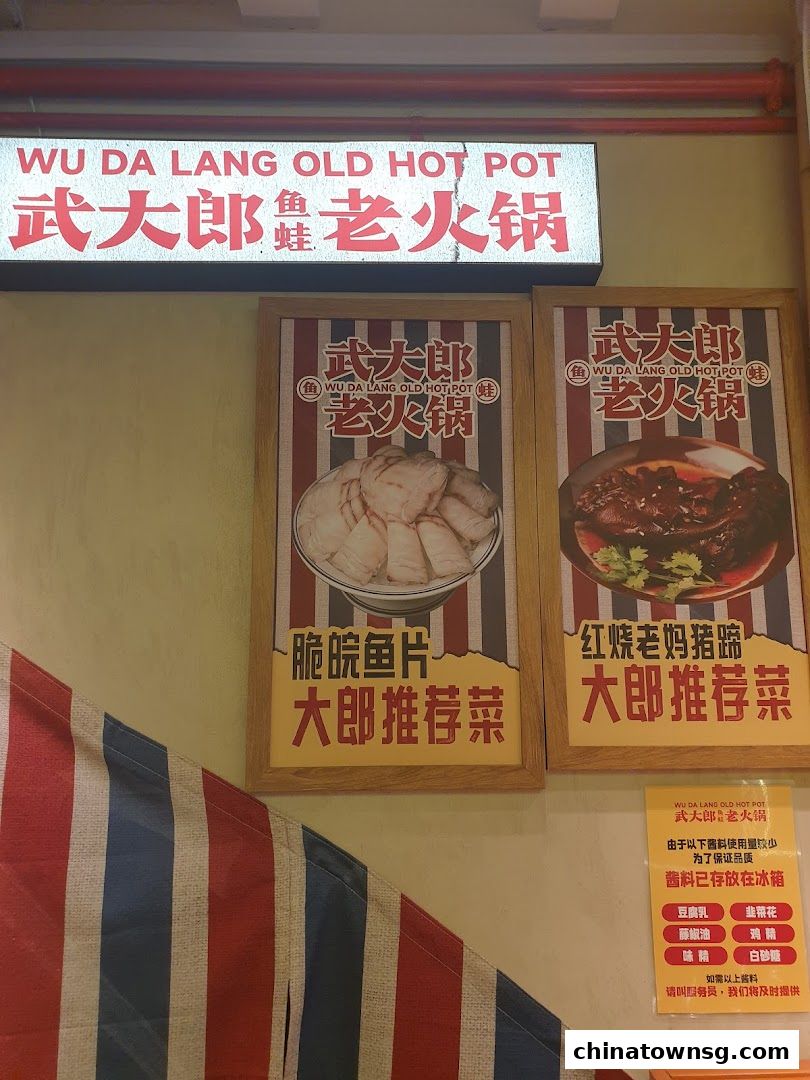 WU DA LANG OLD HOT POT
武大郎鱼蛙老火锅
武大郎
鱼 WU DA LANG OLD HOT POT 蛙
老火锅
脆皖鱼片
大郎推荐菜
武大郎
鱼 WU DA LANG OLD HOT POT 蛙
老火锅
红烧老妈猪蹄
大郎推荐菜
WU DA LANG OLD HOT POT
武大郎鱼蛙老火锅
由于以下酱料使用量较少
为了保证品质
酱料已存放在冰箱
豆腐乳 韭菜花
藤椒油 鸡精
味精 白砂糖
如需以上酱料
请叫服务员，我们将及时提供
chinatownsg.com